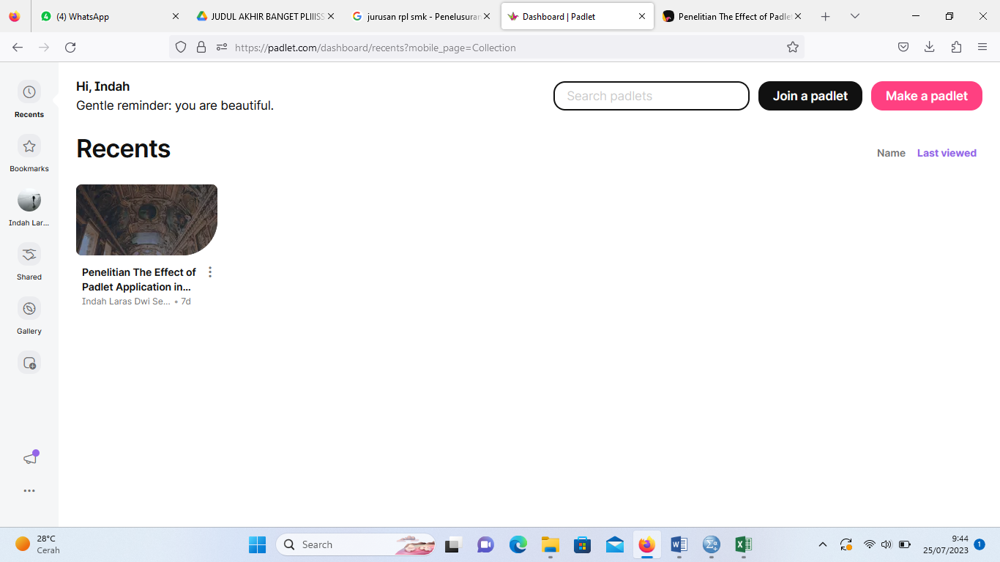 (4) WhatsApp
JUDUL AKHIR BANGET PLIIISS
jurusan rpl smk - Penelusuran
Dashboard | Padlet
Penelitian The Effect of Padlet
https://padlet.com/dashboard/recents?mobile_page=Collection
Hi, Indah
Gentle reminder: you are beautiful.
Search padlets
Join a padlet
Make a padlet
Recents
Bookmarks
Indah Lar...
Shared
Gallery
Recents
Name
Last viewed
Penelitian The Effect of
Padlet Application in...
Indah Laras Dwi Se... • 7d
28°C
Cerah
Search
9:44
25/07/2023
1